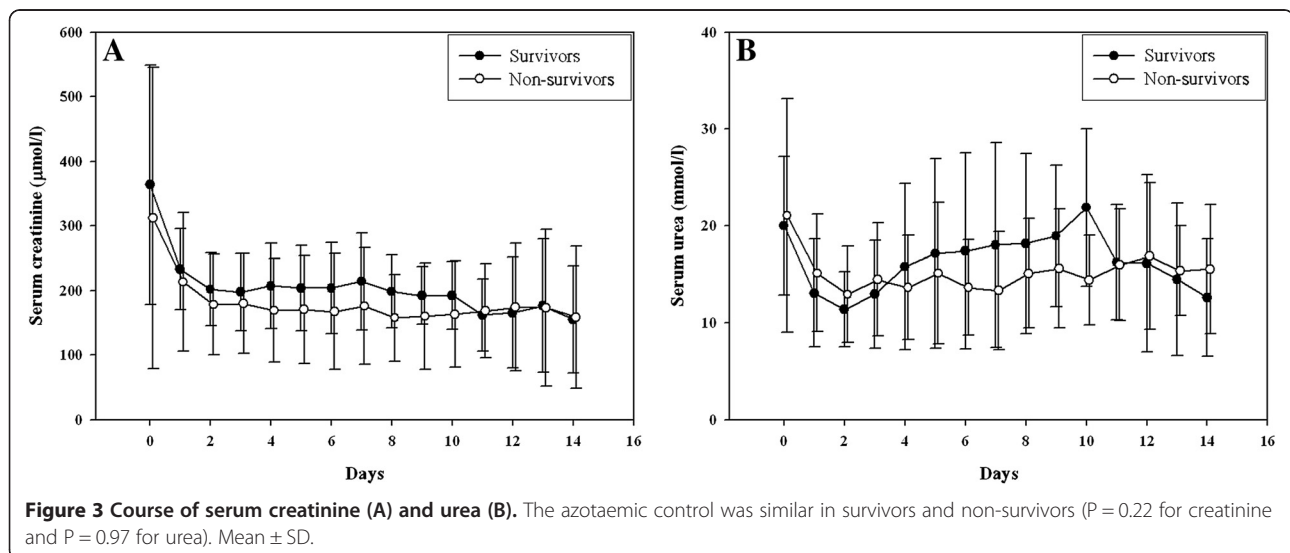 A
Survivors
Non-survivors
600
500
400
300
200
100
0
Serum creatinine (µmol/l)
0 2 4 6 8 10 12 14 16
Days
B
Survivors
Non-survivors
40
30
20
10
0
Serum urea (mmol/l)
0 2 4 6 8 10 12 14 16
Days
Figure 3 Course of serum creatinine (A) and urea (B). The azotaemic control was similar in survivors and non-survivors (P = 0.22 for creatinine
and P = 0.97 for urea). Mean ± SD.